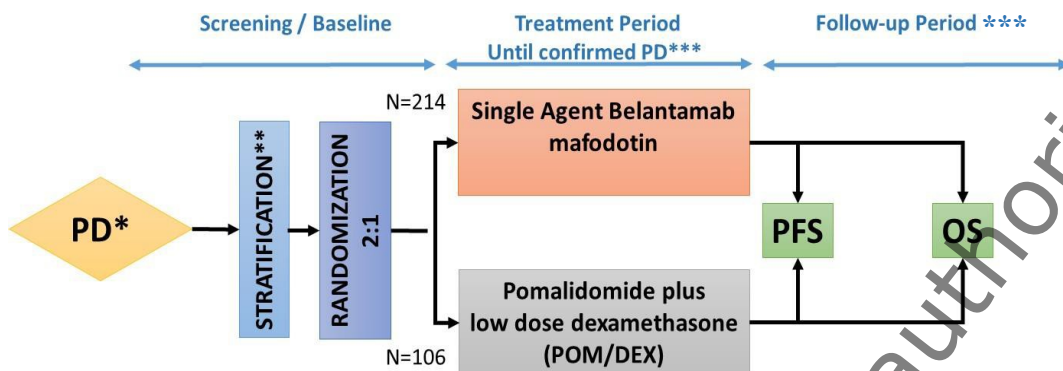 Screening / Baseline
Treatment Period
Until confirmed PD***
Follow-up Period ***
N=214
Single Agent Belantamab
mafodotin
PD*
STRATIFICATION**
RANDOMIZATION
2:1
PFS
OS
Pomalidomide plus
low dose dexamethasone
(POM/DEX)
N=106